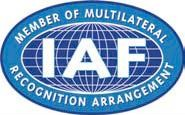 MEMBER OF MULTILATERAL
IAF
RECOGNITION ARRANGEMENT